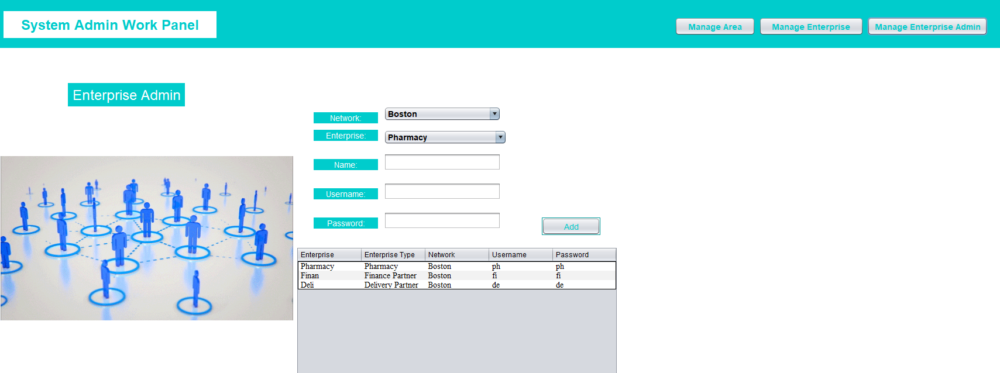 System Admin Work Panel
Manage Area Manage Enterprise Manage Enterprise Admin
Enterprise Admin
Network: Boston
Enterprise: Pharmacy
Name:
Username:
Password:
Add
Enterprise Enterprise Type Network Username Password
Pharmacy Pharmacy Boston ph ph
Finan Finance Partner Boston fi fi
Deli Delivery Partner Boston de de